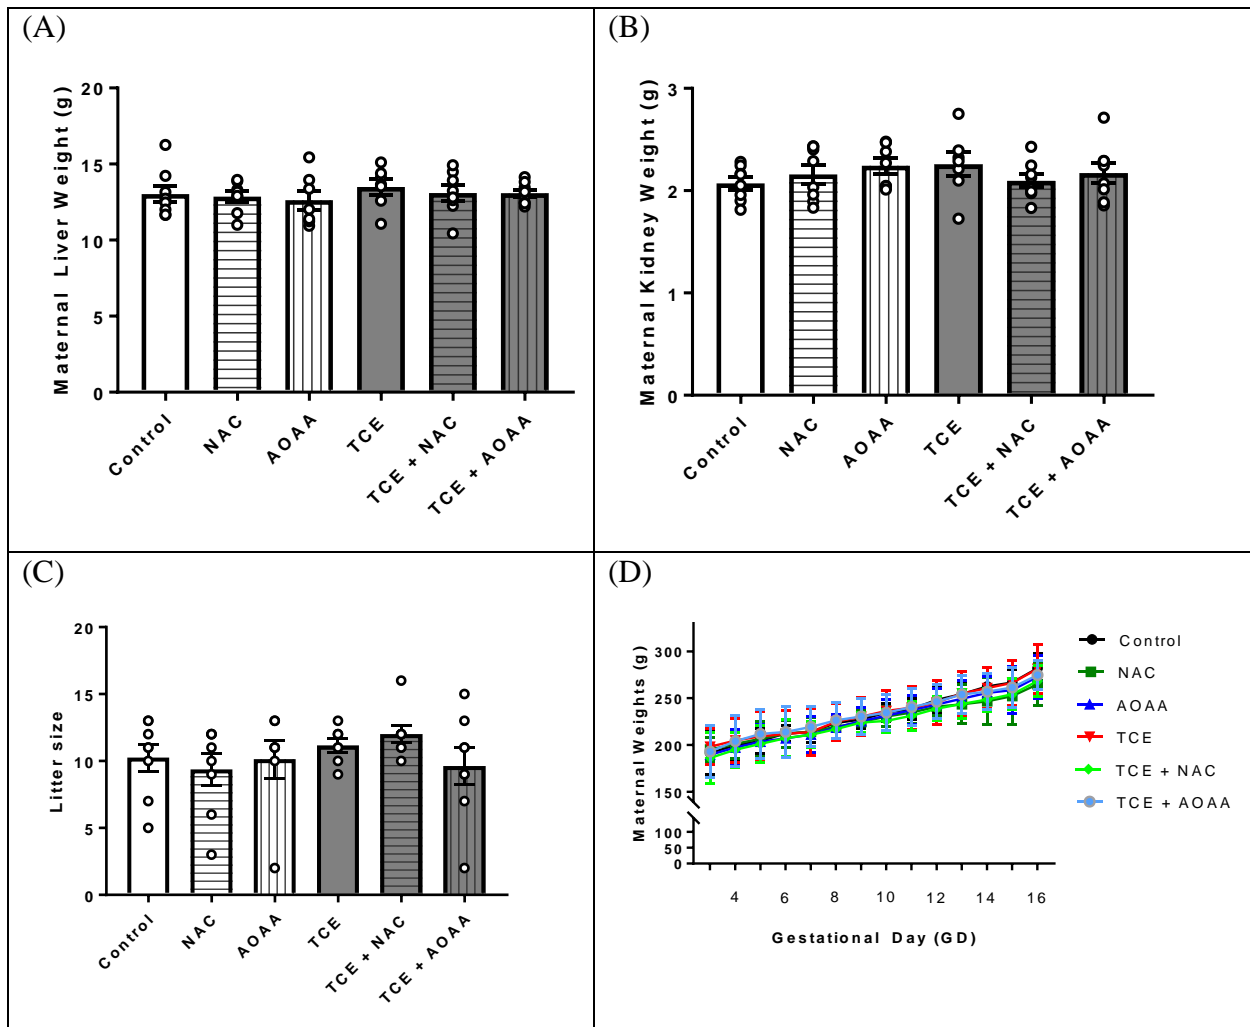 (A)
Maternal Liver Weight (g)
20
15
10
5
0
Control
NAC
AOAA
TCE
TCE + NAC
TCE + AOAA
(B)
Maternal Kidney Weight (g)
3
2
1
0
Control
NAC
AOAA
TCE
TCE + NAC
TCE + AOAA
(C)
Litter size
20
15
10
5
0
Control
NAC
AOAA
TCE
TCE + NAC
TCE + AOAA
(D)
Maternal Weights (g)
300
250
200
150
100
50
0
4 6 8 10 12 14 16
Gestational Day (GD)
Control
NAC
AOAA
TCE
TCE + NAC
TCE + AOAA